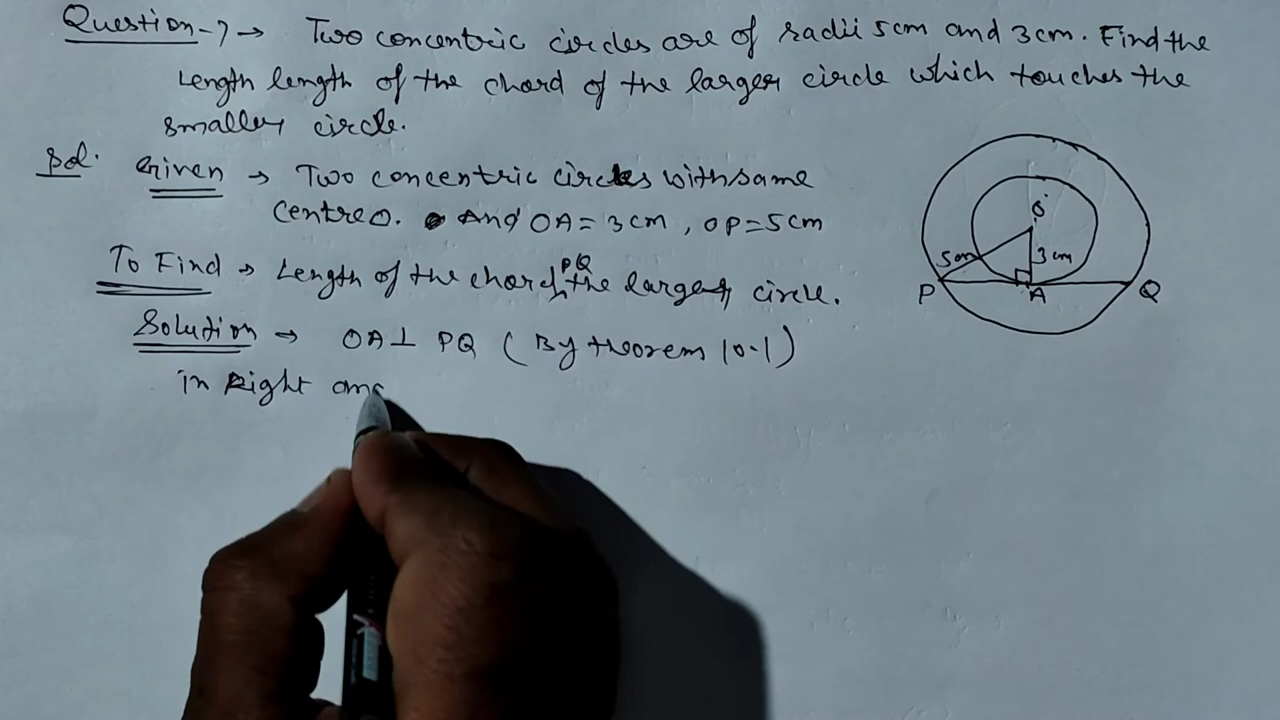 Question-7 → Two concentric circles are of radii 5cm and 3cm. Find the
Length length of the chord of the larger circle which touches the
smaller circle.
Sol. Given → Two concentric circles with same
centre O. And OA = 3cm, OP = 5cm
To Find → Length of the chord PQ the larger circle.
Solution → OA ⊥ PQ (By theorem 10.1)
in Right ang
O
5cm
3cm
P
A
Q